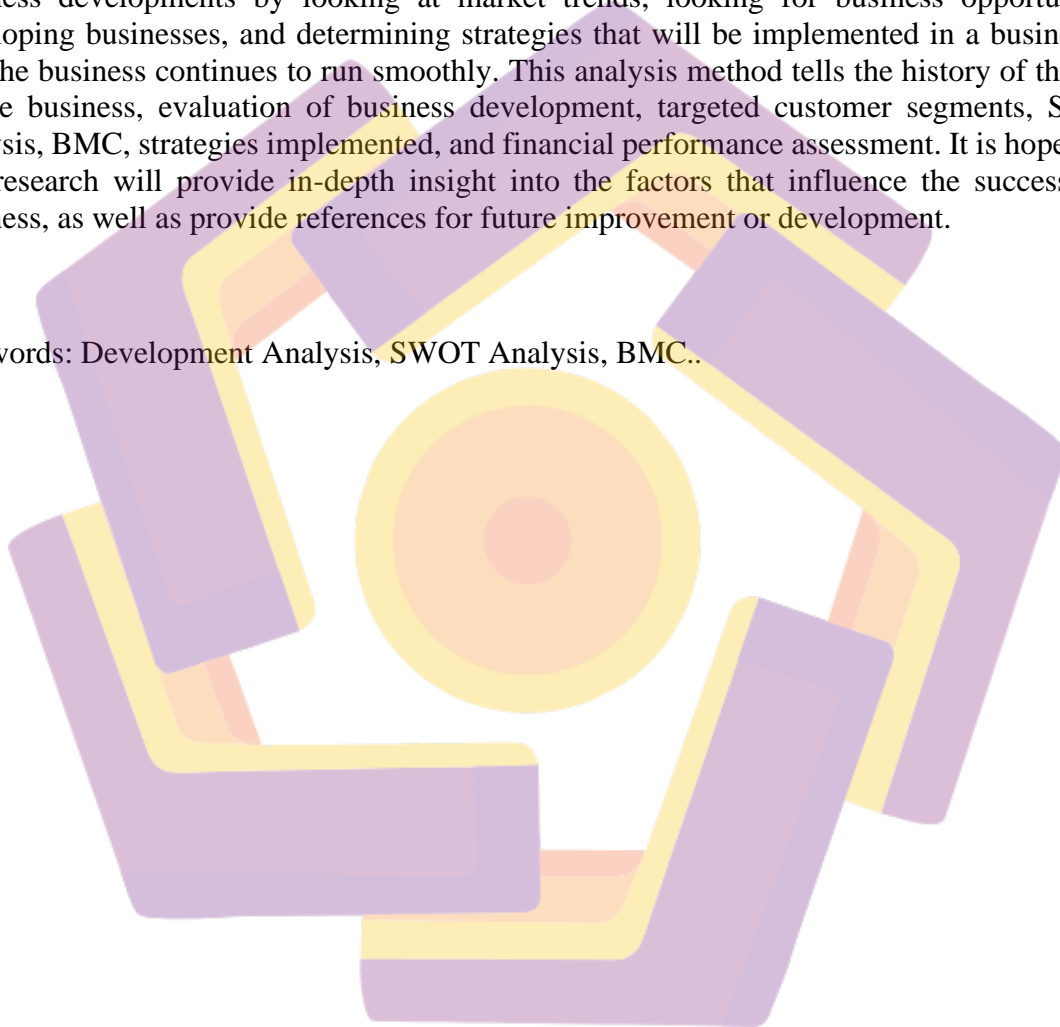 ness developments by looking at market trends, looking for business opportu
loping businesses, and determining strategies that will be implemented in a busin
he business continues to run smoothly. This analysis method tells the history of th
e business, evaluation of business development, targeted customer segments, S
ysis, BMC, strategies implemented, and financial performance assessment. It is hope
research will provide in-depth insight into the factors that influence the success
ness, as well as provide references for future improvement or development.
words: Development Analysis, SWOT Analysis, BMC..